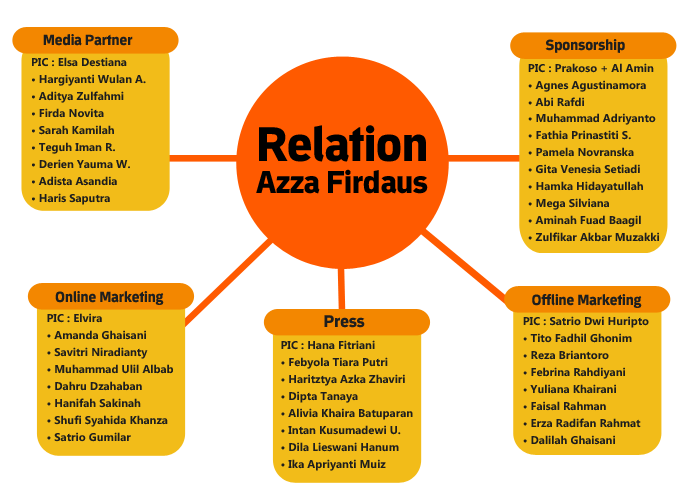 Media Partner
PIC : Elsa Destiana
• Hargiyanti Wulan A.
• Aditya Zulfahmi
• Firda Novita
• Sarah Kamilah
• Teguh Iman R.
• Derien Yauma W.
• Adista Asandia
• Haris Saputra
Relation
Azza Firdaus
Sponsorship
PIC : Prakoso + Al Amin
• Agnes Agustinamora
• Abi Rafdi
• Muhammad Adriyanto
• Fathia Prinastiti S.
• Pamela Novranska
• Gita Venesia Setiadi
• Hamka Hidayatullah
• Mega Silviana
• Aminah Fuad Baagil
• Zulfikar Akbar Muzakki
Online Marketing
PIC : Elvira
• Amanda Ghaisani
• Savitri Niradianty
• Muhammad Ulil Albab
• Dahru Dzahaban
• Hanifah Sakinah
• Shufi Syahida Khanza
• Satrio Gumilar
Press
PIC : Hana Fitriani
• Febyola Tiara Putri
• Haritztya Azka Zhaviri
• Dipta Tanaya
• Alivia Khaira Batuparan
• Intan Kusumadewi U.
• Dila Lieswani Hanum
• Ika Apriyanti Muiz
Offline Marketing
PIC : Satrio Dwi Huripto
• Tito Fadhil Ghonim
• Reza Briantoro
• Febrina Rahdiyani
• Yuliana Khairani
• Faisal Rahman
• Erza Radifan Rahmat
• Dalilah Ghaisani